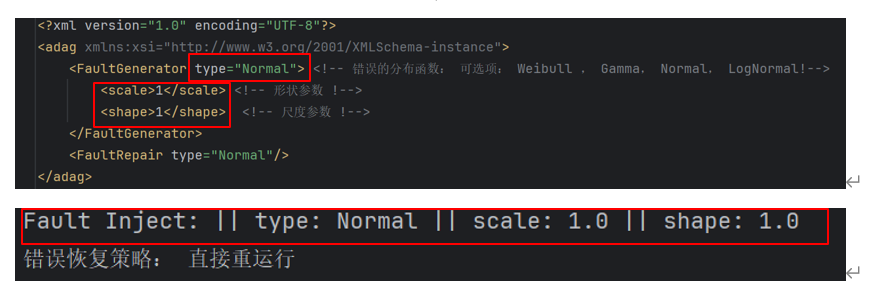 <?xml version="1.0" encoding="UTF-8"?>
<adag xmlns:xsi="http://www.w3.org/2001/XMLSchema-instance">
<FaultGenerator type="Normal"> <!-- 错误的分布函数: 可选项: Weibull , Gamma, Normal, LogNormal!-->
<scale>1</scale> <!-- 形状参数 !-->
<shape>1</shape> <!-- 尺度参数 !-->
</FaultGenerator>
<FaultRepair type="Normal"/>
</adag>
Fault Inject: || type: Normal || scale: 1.0 || shape: 1.0
错误恢复策略: 直接重运行